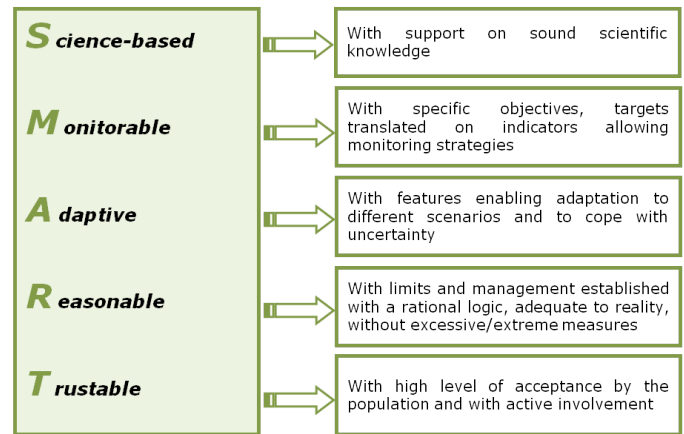 Science-based
With support on sound scientific
knowledge
Monitorable
With specific objectives, targets
translated on indicators allowing
monitoring strategies
Adaptive
With features enabling adaptation to
different scenarios and to cope with
uncertainty
Reasonable
With limits and management established
with a rational logic, adequate to reality,
without excessive/extreme measures
Trustable
With high level of acceptance by the
population and with active involvement